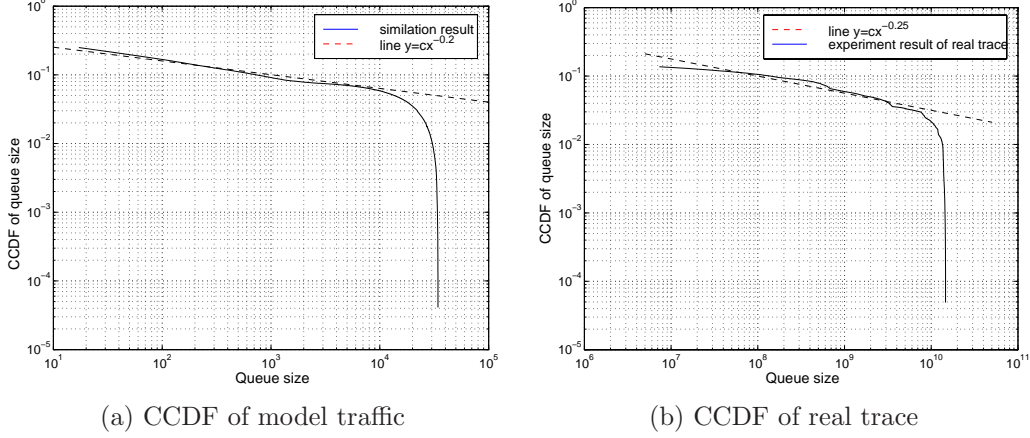 10^0
10^-1
10^-2
10^-3
10^-4
10^-5
CCDF of queue size
similation result
line y=cx^-0.2
10^1
10^2
10^3
10^4
10^5
Queue size
(a) CCDF of model traffic
10^0
10^-1
10^-2
10^-3
10^-4
10^-5
CCDF of queue size
line y=cx^-0.25
experiment result of real trace
10^6
10^7
10^8
10^9
10^10
10^11
Queue size
(b) CCDF of real trace